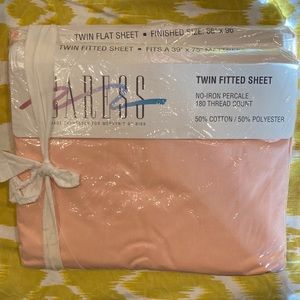 TWIN FLAT SHEET • FINISHED SIZE: 66" x 96"
TWIN FITTED SHEET • FITS A 39" x 75" MATTRESS
CARESS
TWIN FITTED SHEET
NO-IRON PERCALE
180 THREAD COUNT
50% COTTON / 50% POLYESTER